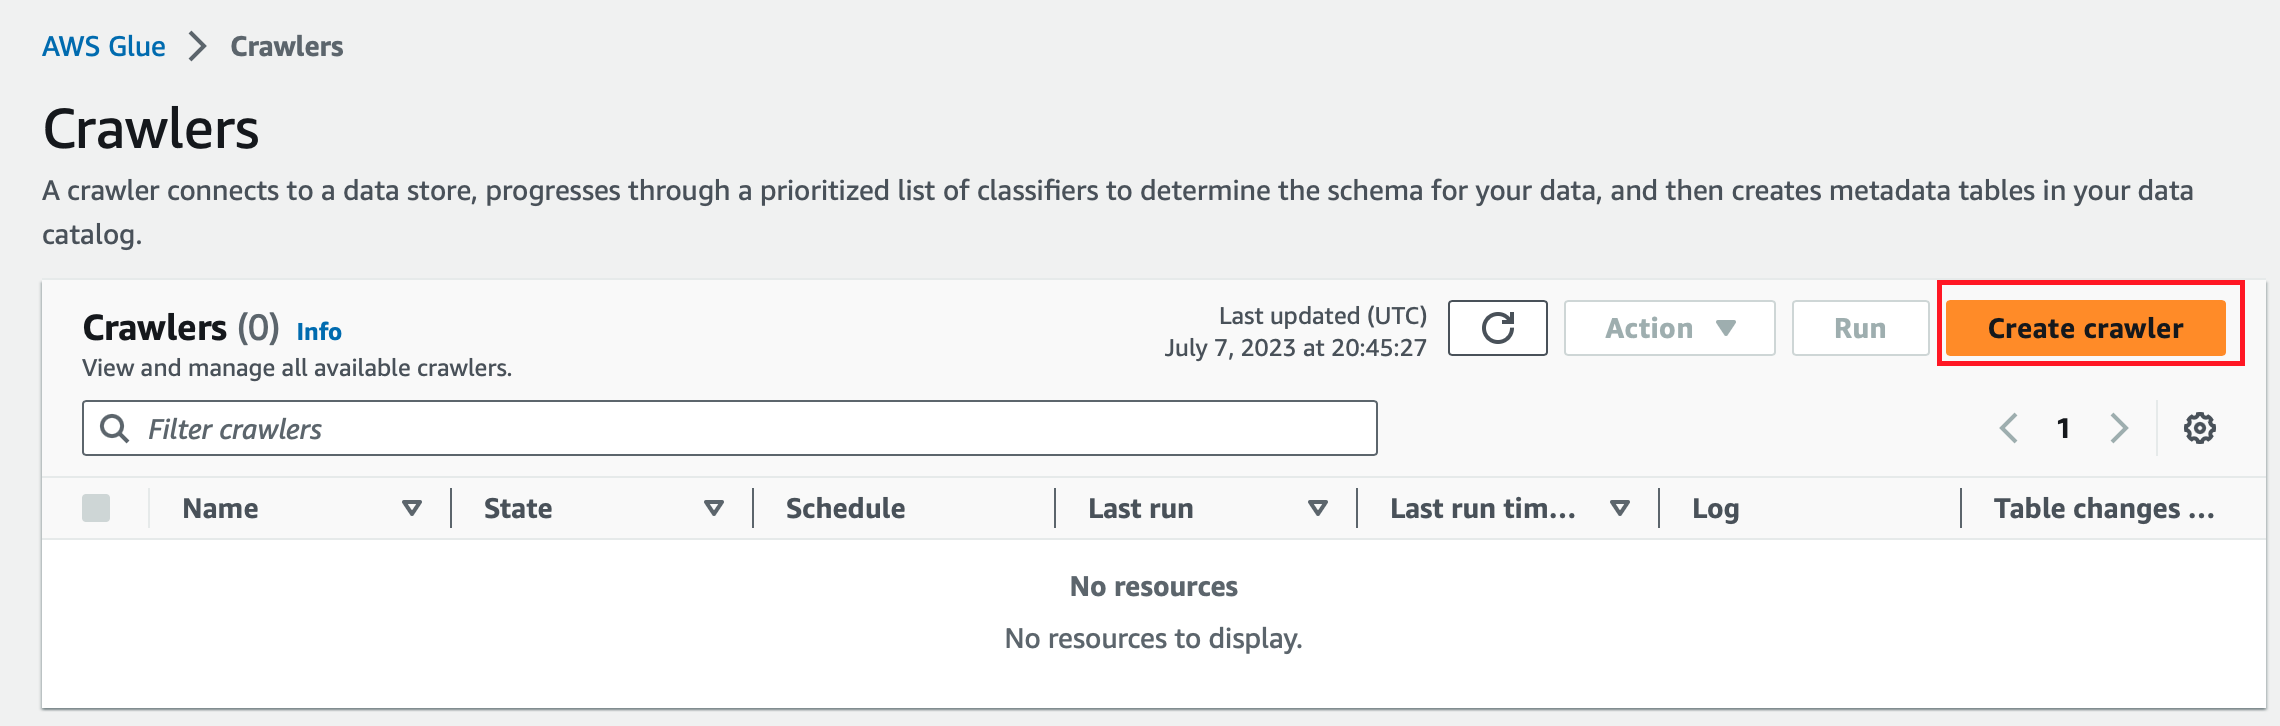 AWS Glue > Crawlers
Crawlers
A crawler connects to a data store, progresses through a prioritized list of classifiers to determine the schema for your data, and then creates metadata tables in your data
catalog.
Crawlers (0) Info
View and manage all available crawlers.
Last updated (UTC)
July 7, 2023 at 20:45:27
Action
Run
Create crawler
Filter crawlers
1
Name State Schedule Last run Last run tim... Log Table changes ...
No resources
No resources to display.